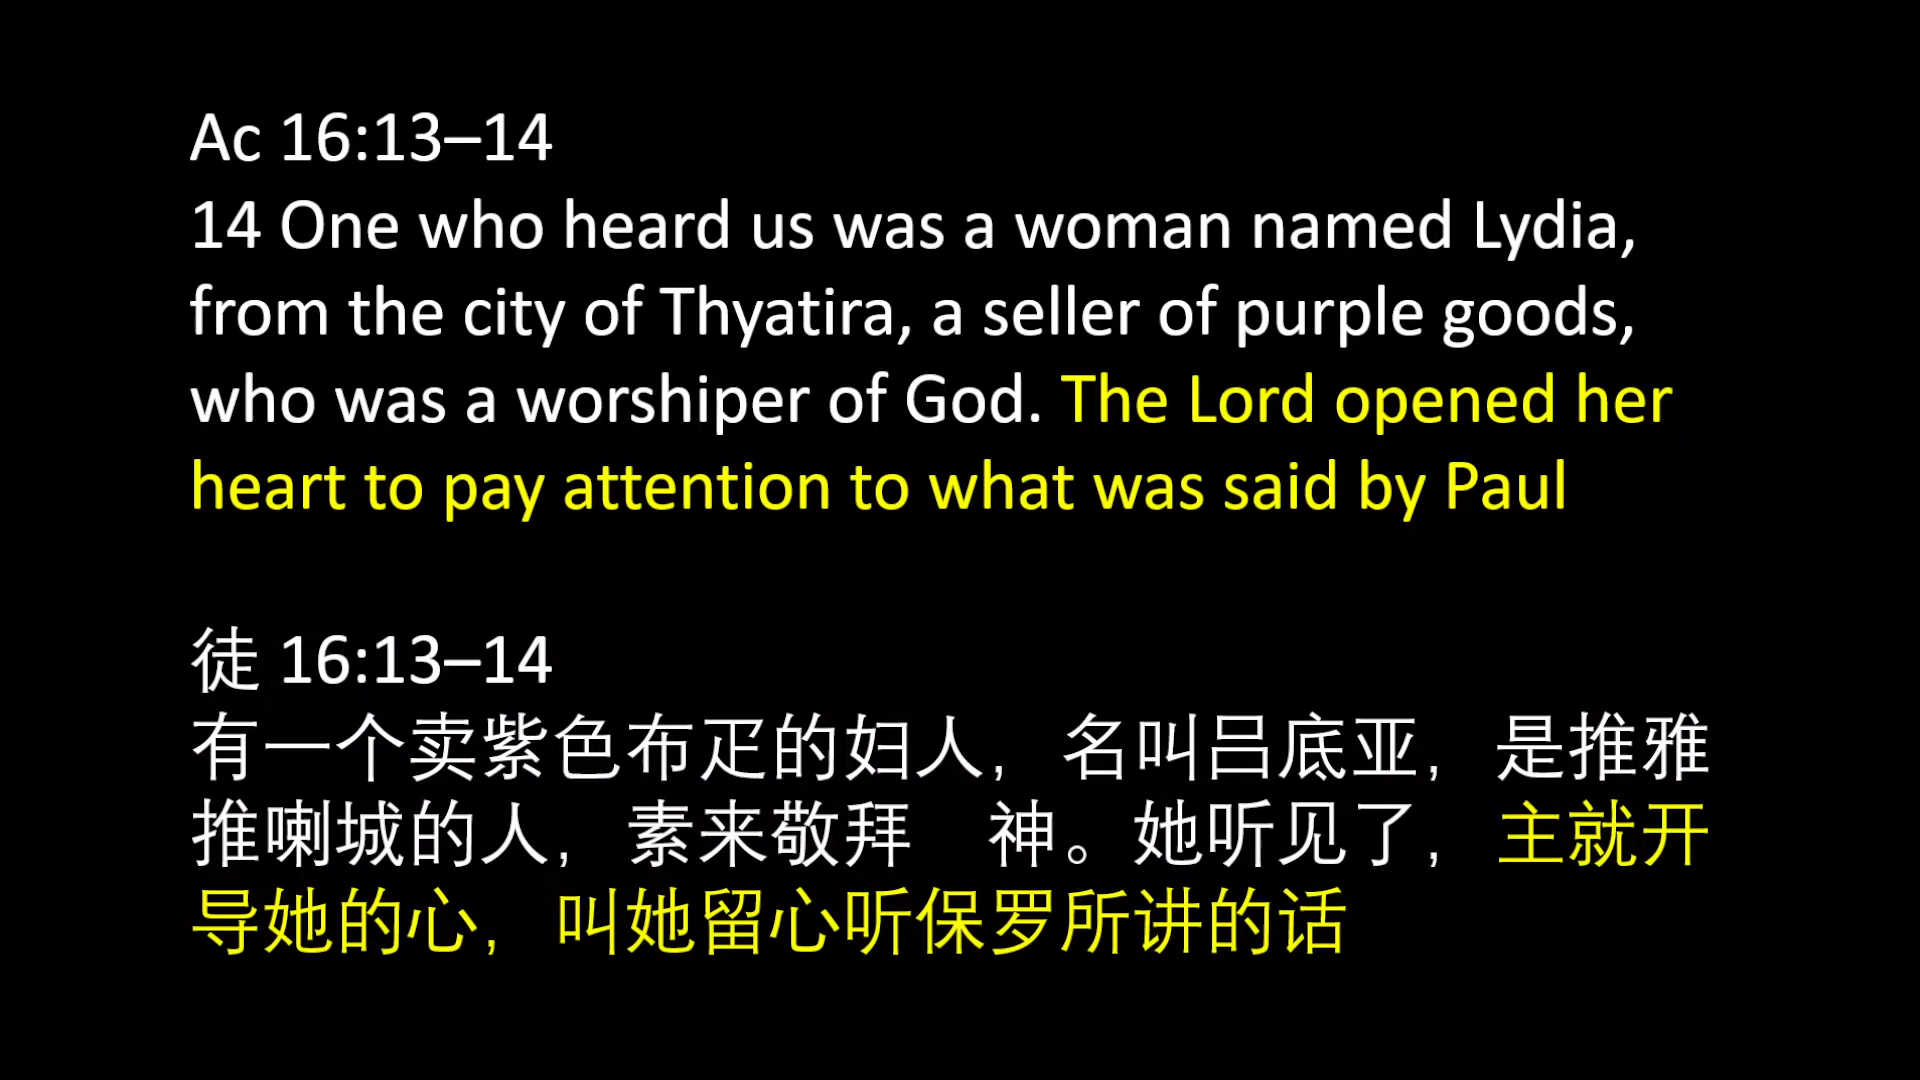 Ac 16:13–14
14 One who heard us was a woman named Lydia,
from the city of Thyatira, a seller of purple goods,
who was a worshiper of God. The Lord opened her
heart to pay attention to what was said by Paul
徒 16:13–14
有一个卖紫色布疋的妇人，名叫吕底亚，是推雅
推喇城的人，素来敬拜　神。她听见了，主就开
导她的心，叫她留心听保罗所讲的话